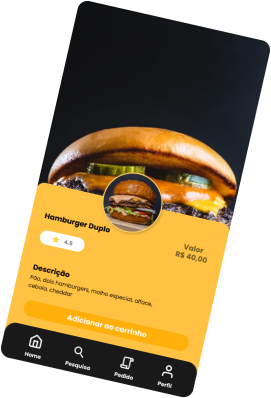 Hamburger Duplo
4.5
Valor
R$ 40,00
Descrição
Pão, dois hamburgers, molho especial, alface,
cebola, cheddar
Adicionar ao carrinho
Home
Pesquisa
Pedido
Perfil